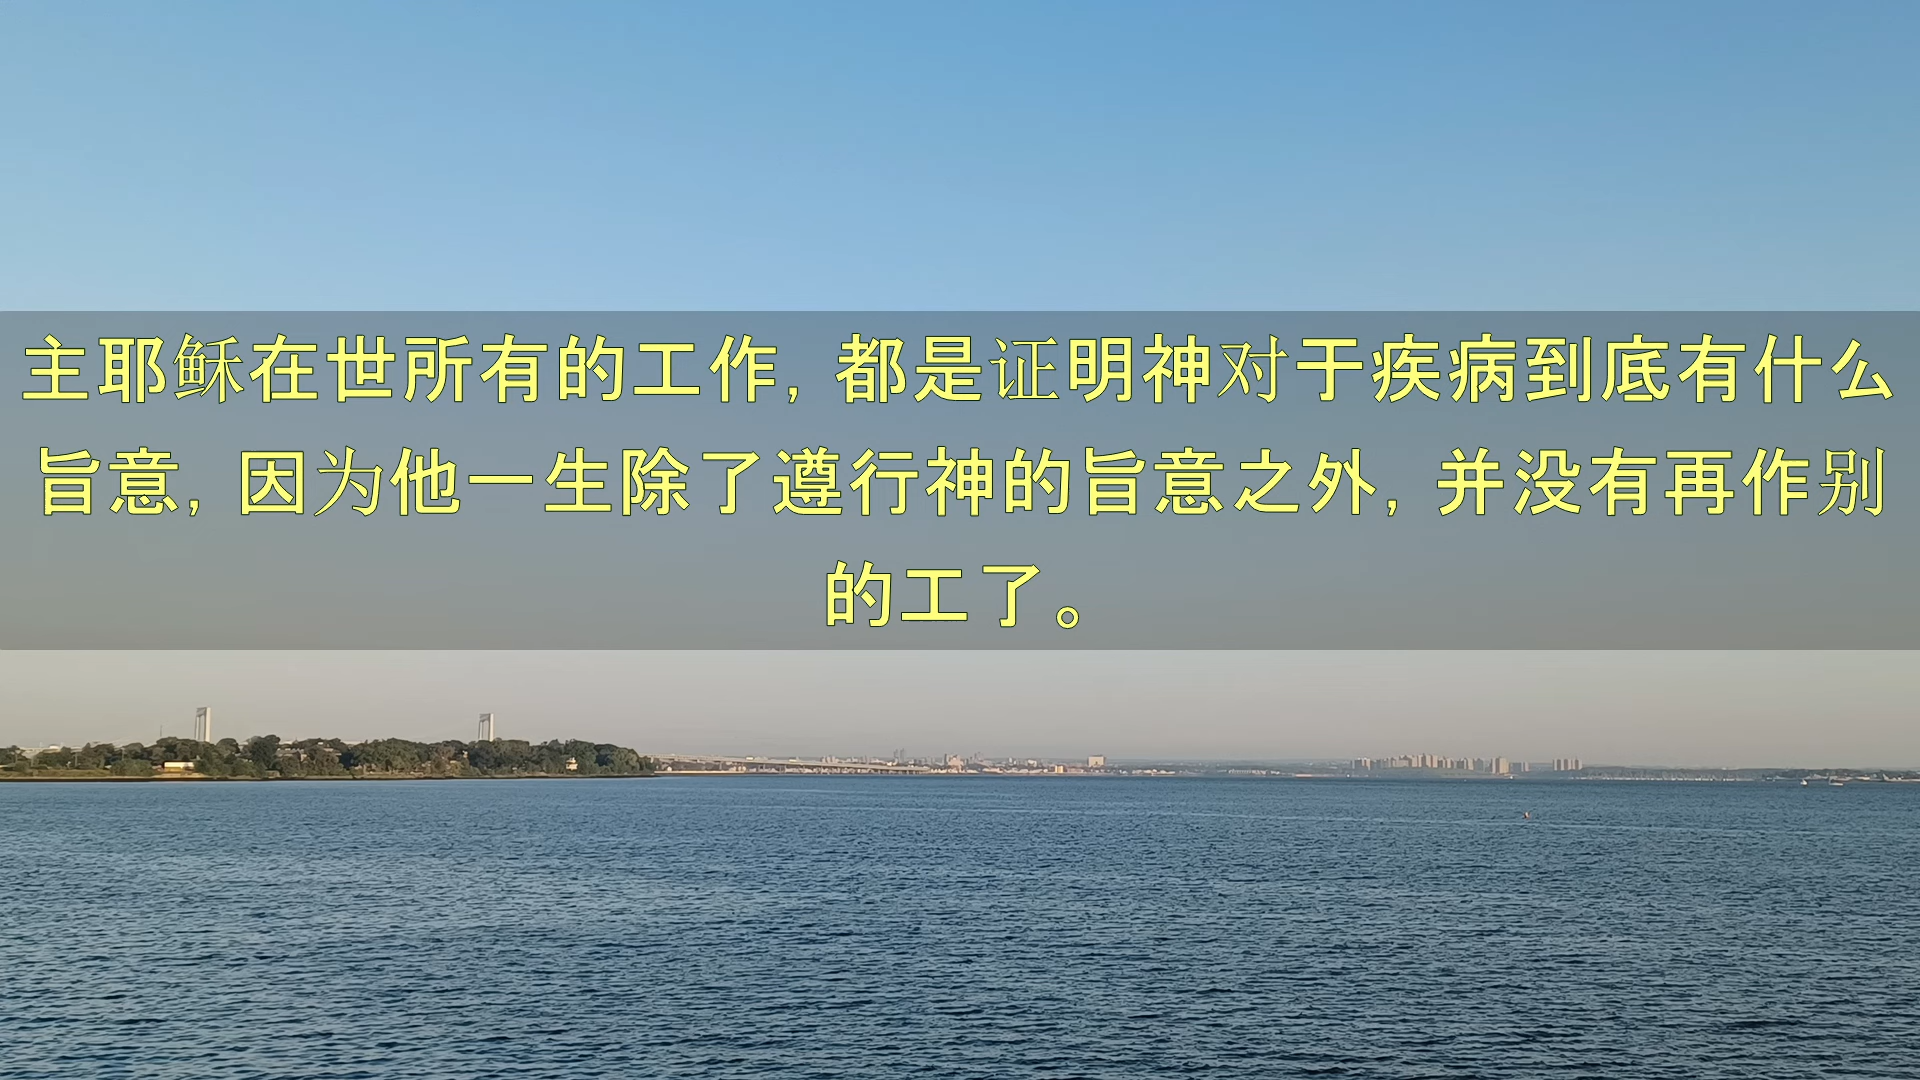 主耶稣在世所有的工作，都是证明神对于疾病到底有什么
旨意，因为他一生除了遵行神的旨意之外，并没有再作别
的工了。